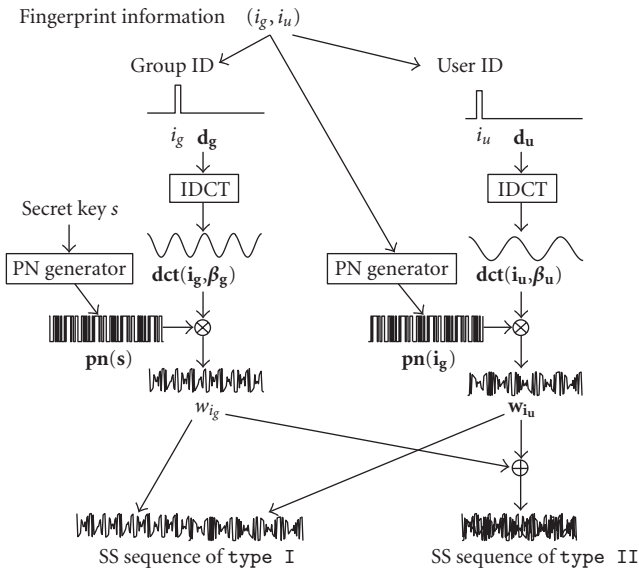 Fingerprint information (i_g, i_u)
Group ID
User ID
i_g d_g
i_u d_u
IDCT
IDCT
Secret key s
PN generator
dct(i_g,β_g)
PN generator
dct(i_u,β_u)
pn(s)
pn(i_g)
w_{i_g}
w_{i_u}
SS sequence of type I
SS sequence of type II